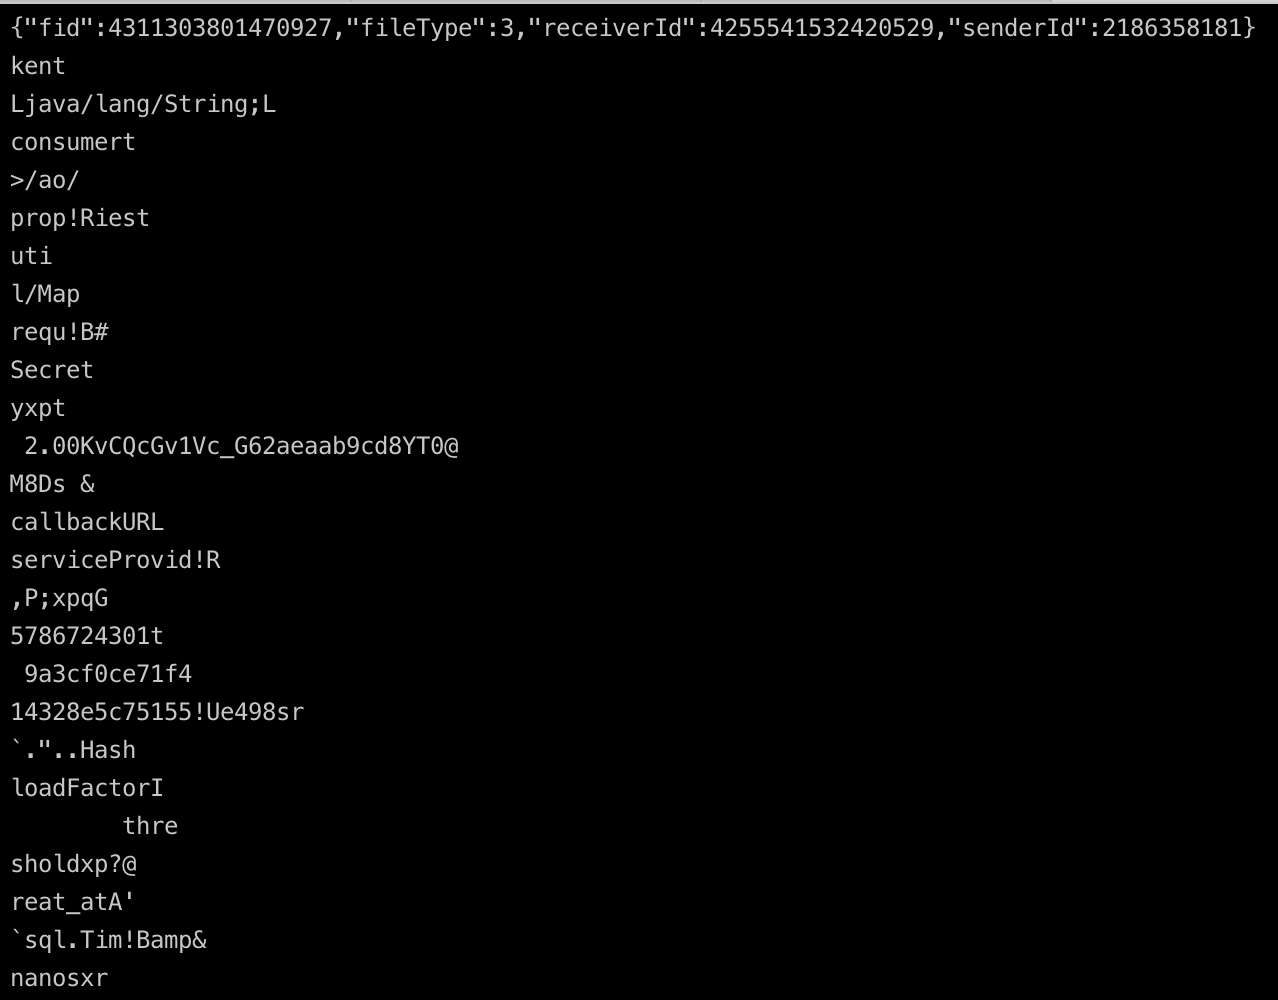 {"fid":4311303801470927,"fileType":3,"receiverId":4255541532420529,"senderId":2186358181}
kent
Ljava/lang/String;L
consumert
>/ao/
prop!Riest
uti
l/Map
requ!B#
Secret
yxpt
 2.00KvCQcGv1Vc_G62aeaab9cd8YT0@
M8Ds &
callbackURL
serviceProvid!R
,P;xpqG
5786724301t
 9a3cf0ce71f4
14328e5c75155!Ue498sr
`."..Hash
loadFactorI
        thre
sholdxp?@
reat_atA'
`sql.Tim!Bamp&
nanosxr